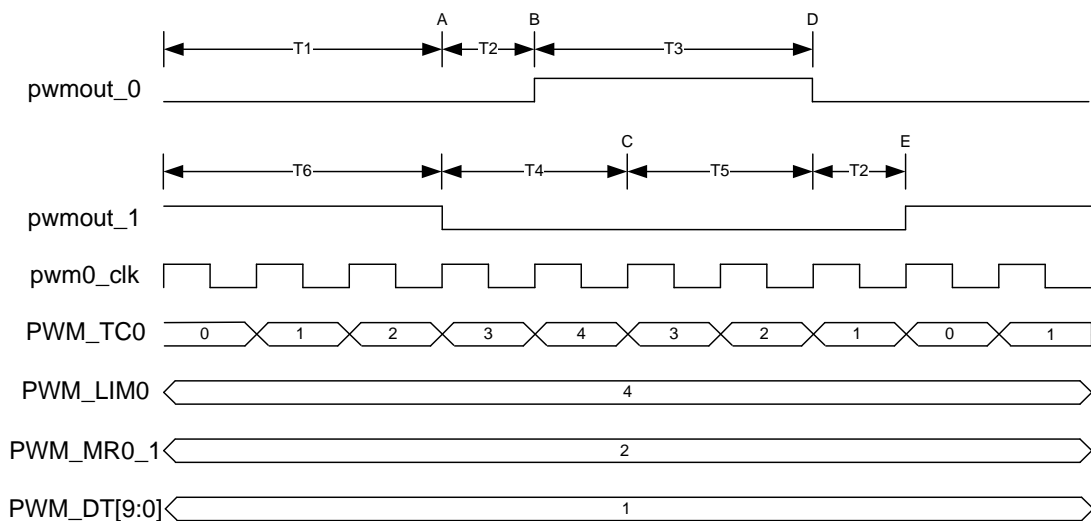 A B D
T1 T2 T3
pwmout_0
C E
T6 T4 T5 T2
pwmout_1
pwm0_clk
PWM_TC0 0 1 2 3 4 3 2 1 0 1
PWM_LIM0 4
PWM_MR0_1 2
PWM_DT[9:0] 1